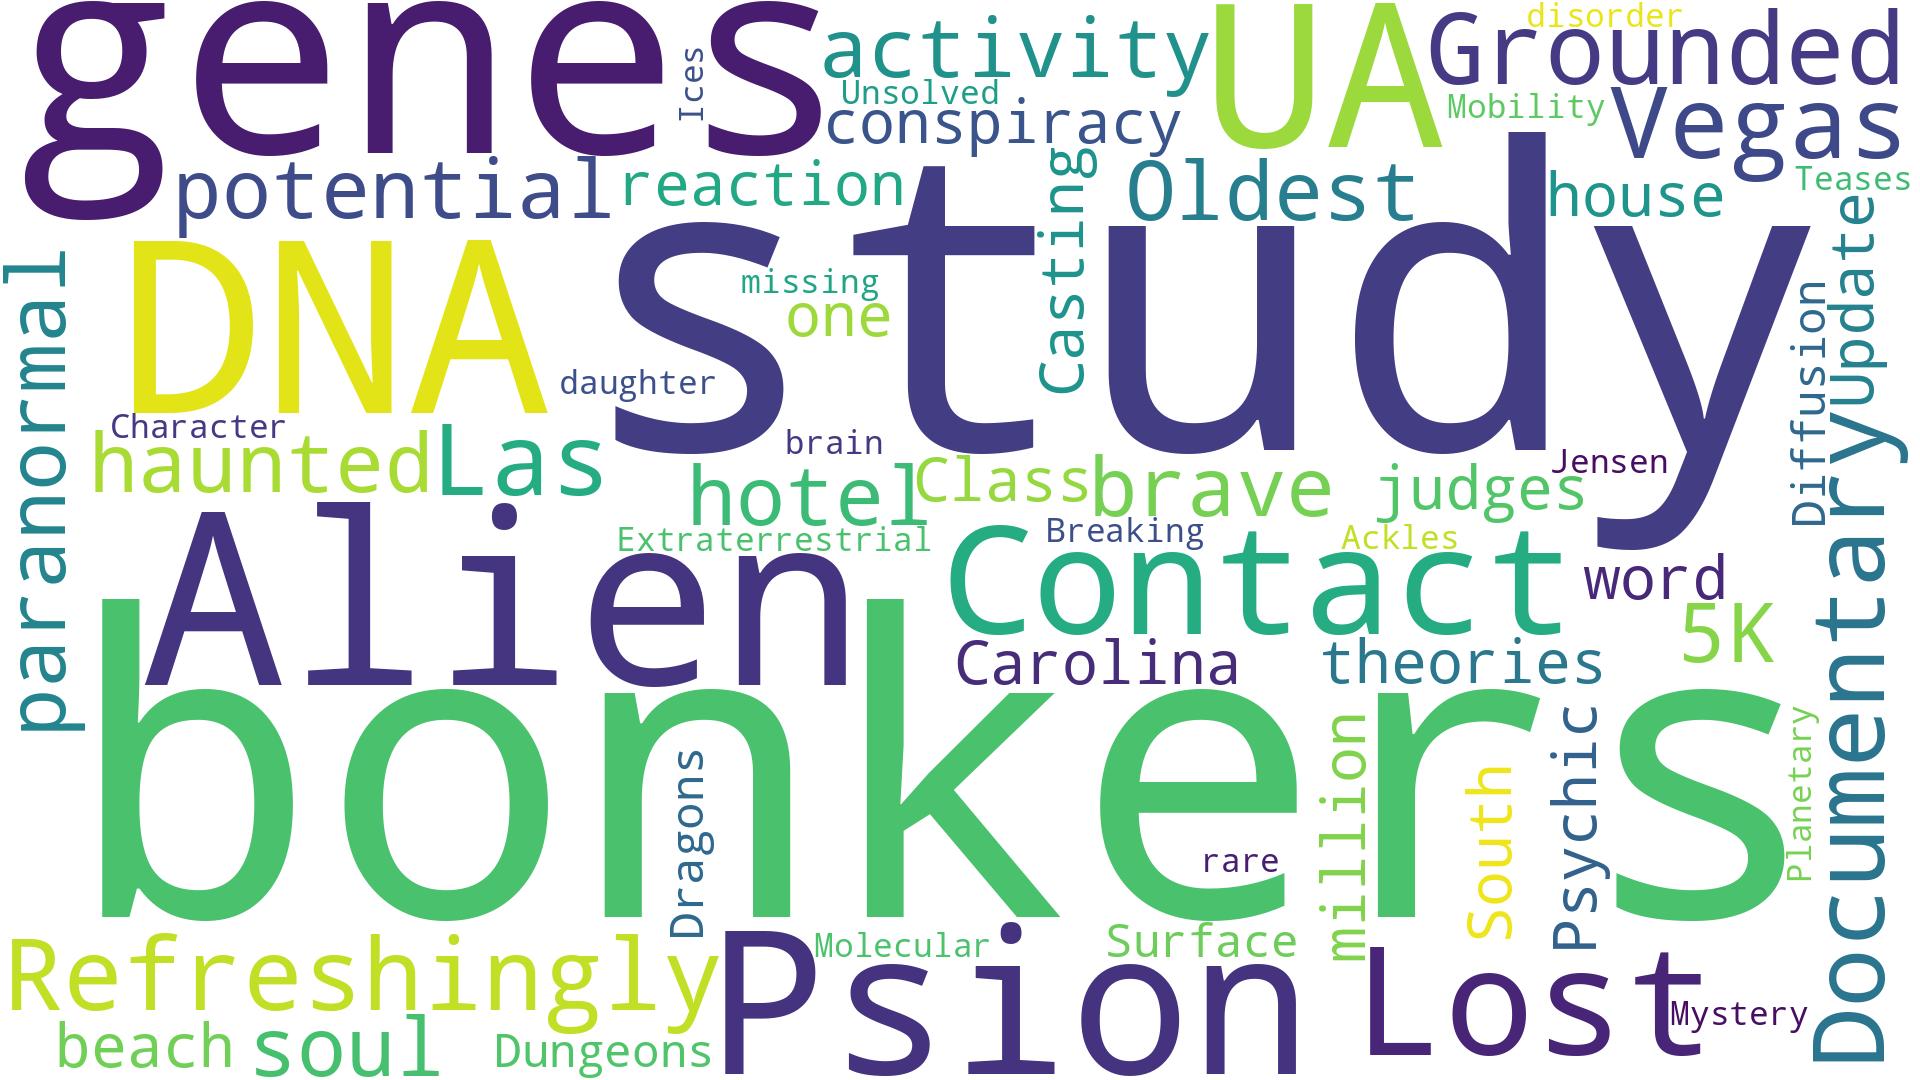 genes
Ices
activity
Unsolved
conspiracy
UA
disorder
Grounded
Mobility
Vegas
potential
reaction
Casting
Oldest
house
Teases
paranormal
DNA
study
missing
one
daughter
Update
Diffusion
Character
haunted
Las
brain
hotel
Class
brave
judges
Jensen
Extraterrestrial
Breaking
Ackles
Alien
Contact
word
5K
Documentary
Carolina
theories
bonkers
Dragons
rare
million
South
Psychic
Planetary
Refreshingly
Psion
Molecular
Surface
Lost
Mystery
beach
soul
Dungeons